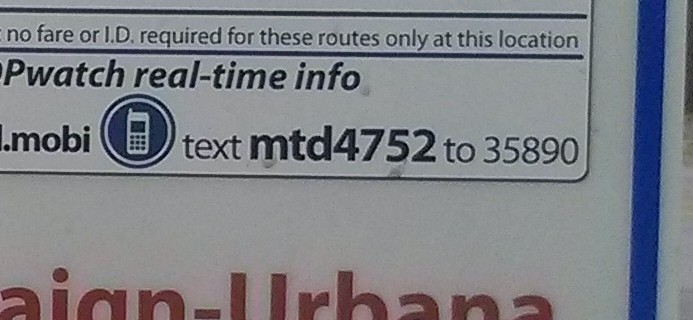 no fare or I.D. required for these routes only at this location
Pwatch real-time info
.mobi text mtd4752 to 35890
aign-Urbana